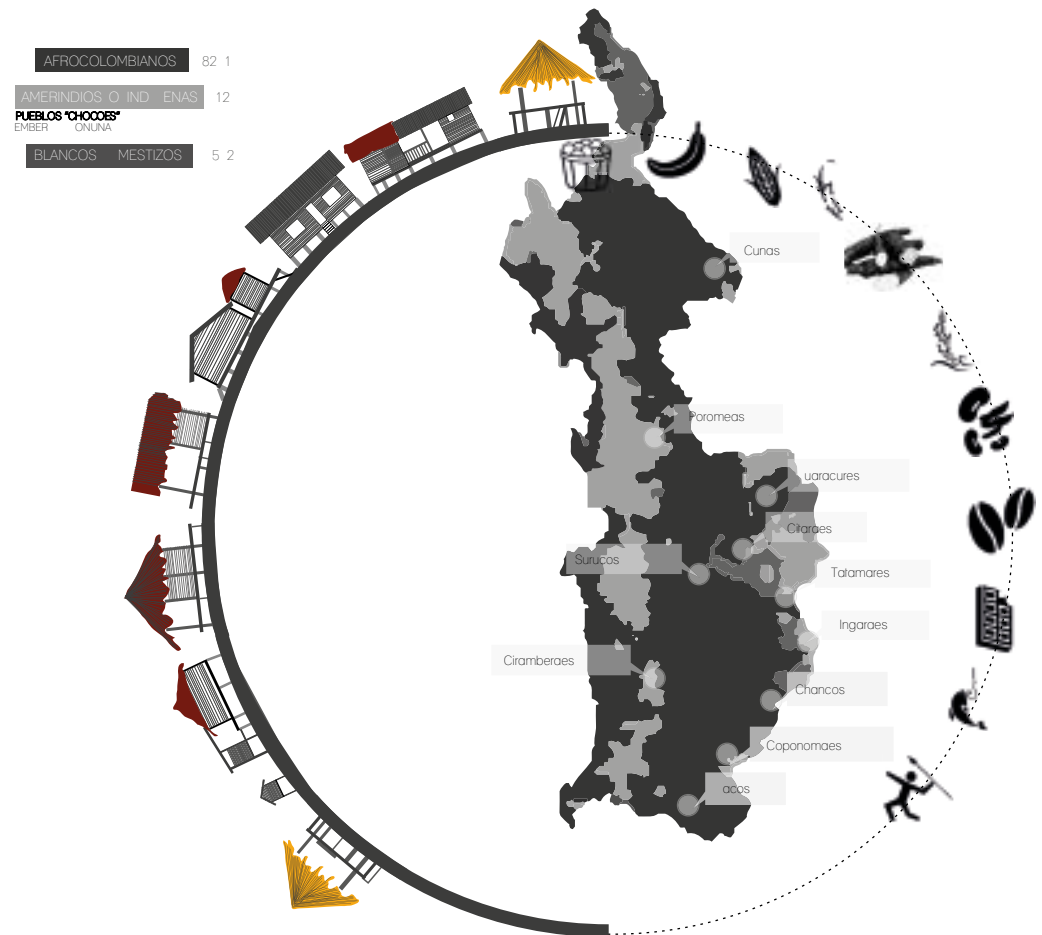 AFROCOLOMBIANOS 82 1
AMERINDIOS O IND ENAS 12
PUEBLOS "CHOCOES"
EMBER ONUNA
BLANCOS MESTIZOS 5 2
Cunas
Poromeas
uaracures
Citaraes
Surucos
Tatamares
Ingaraes
Ciramberaes
Chancos
Coponomaes
acos